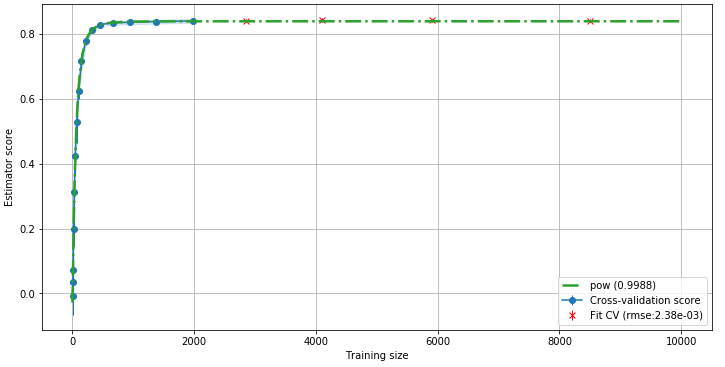 0.8
0.6
0.4
0.2
0.0
Estimator score
0
2000
4000
6000
8000
10000
Training size
pow (0.9988)
Cross-validation score
Fit CV (rmse:2.38e-03)